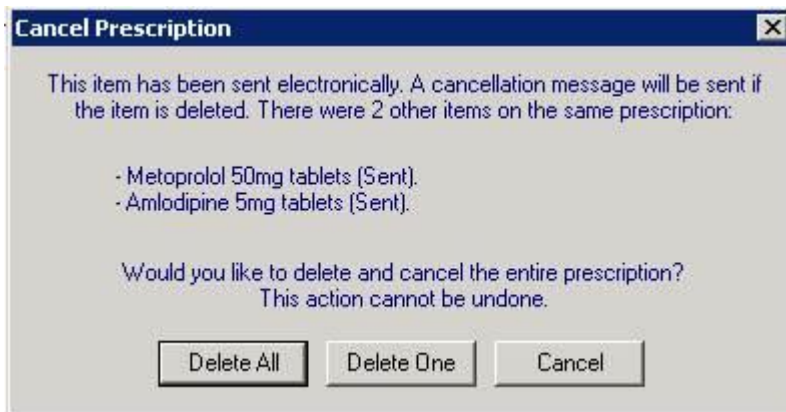 Cancel Prescription
This item has been sent electronically. A cancellation message will be sent if
the item is deleted. There were 2 other items on the same prescription:
- Metoprolol 50mg tablets (Sent).
- Amlodipine 5mg tablets (Sent).
Would you like to delete and cancel the entire prescription?
This action cannot be undone.
Delete All Delete One Cancel